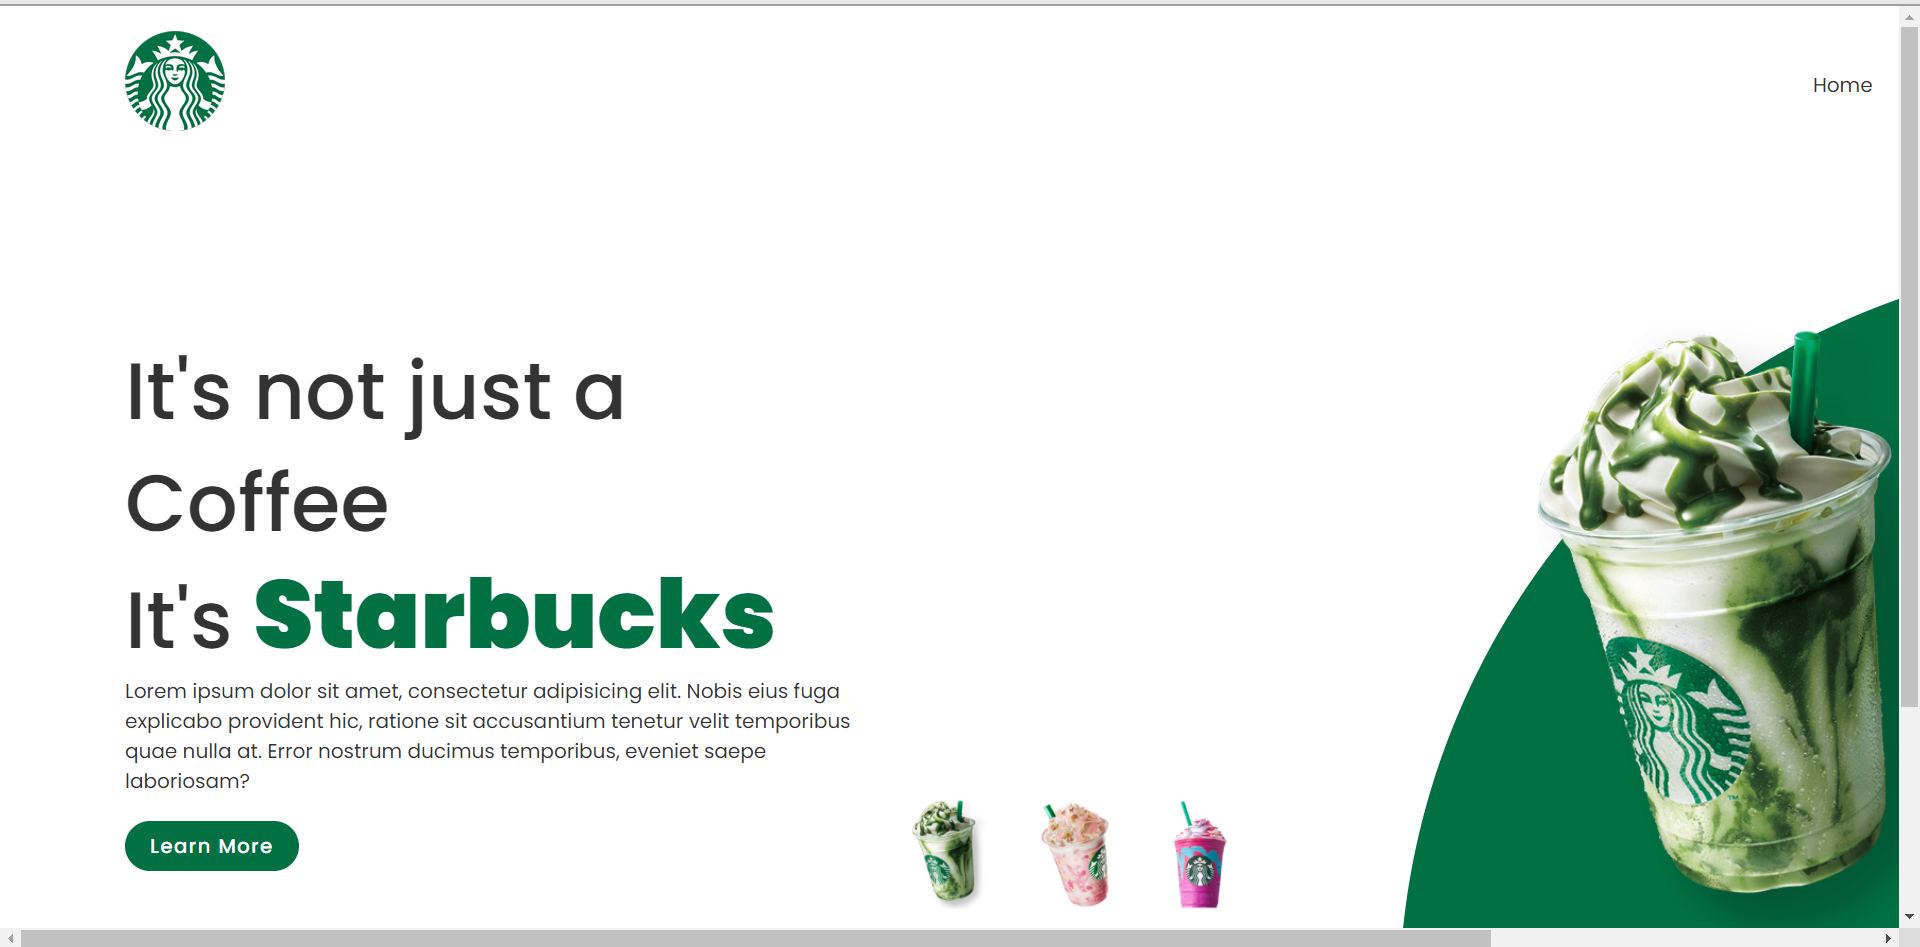 Home
It's not just a
Coffee
It's Starbucks
Lorem ipsum dolor sit amet, consectetur adipisicing elit. Nobis eius fuga
explicabo provident hic, ratione sit accusantium tenetur velit temporibus
quae nulla at. Error nostrum ducimus temporibus, eveniet saepe
laboriosam?
Learn More
TM